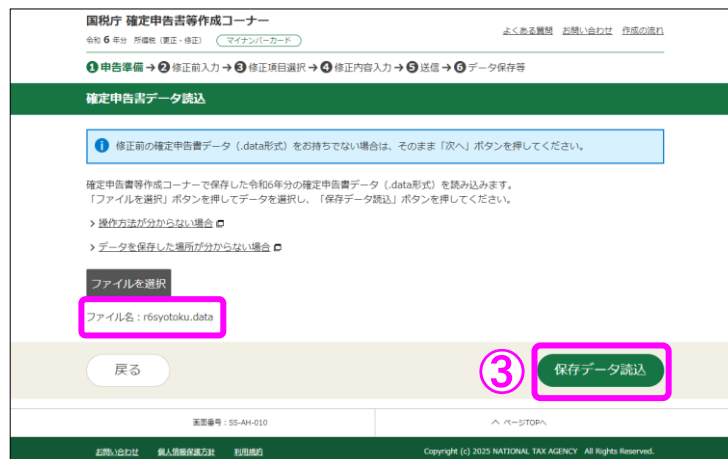 国税庁 確定申告書等作成コーナー
令和 6 年分 所得税（更正・修正） マイナンバーカード
よくある質問 お問い合わせ 作成の流れ
❶ 申告準備 → ❷ 修正前入力 → ❸ 修正項目選択 → ❹ 修正内容入力 → ❺ 送信 → ❻ データ保存等
確定申告書データ読込
修正前の確定申告書データ（.data形式）をお持ちでない場合は、そのまま「次へ」ボタンを押してください。
確定申告書等作成コーナーで保存した令和6年分の確定申告書データ（.data形式）を読み込みます。
「ファイルを選択」ボタンを押してデータを選択し、「保存データ読込」ボタンを押してください。
操作方法が分からない場合
データを保存した場所が分からない場合
ファイルを選択
ファイル名：r6syotoku.data
戻る
③
保存データ読込
画面番号：SS-AH-010
ページTOPへ
お問い合わせ 個人情報保護方針 利用規約
Copyright (c) 2025 NATIONAL TAX AGENCY All Rights Reserved.